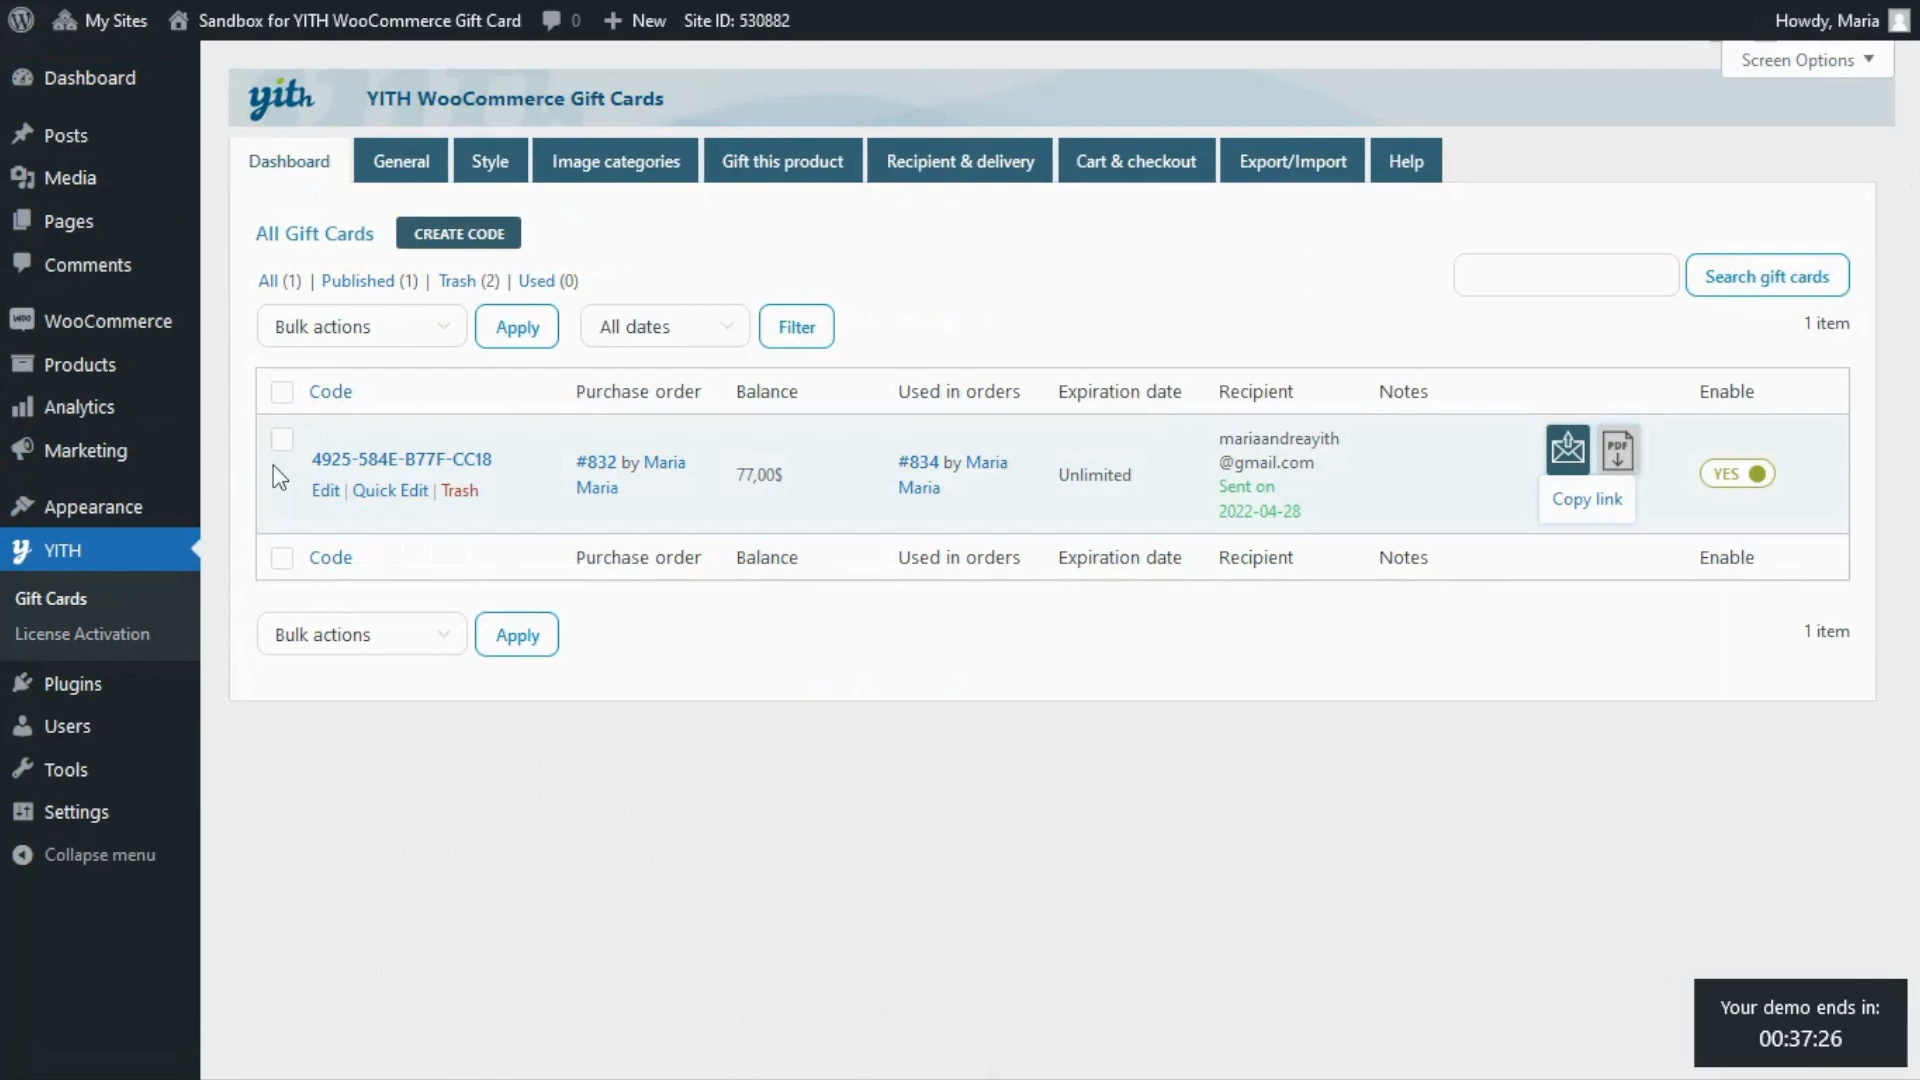 My Sites
Sandbox for YITH WooCommerce Gift Card
0
New
Site ID: 530882
Howdy, Maria
Screen Options
Dashboard
Posts
Media
Pages
Comments
WooCommerce
Products
Analytics
Marketing
Appearance
YITH
Gift Cards
License Activation
Plugins
Users
Tools
Settings
Collapse menu
yith
YITH WooCommerce Gift Cards
Dashboard
General
Style
Image categories
Gift this product
Recipient & delivery
Cart & checkout
Export/Import
Help
All Gift Cards
CREATE CODE
All (1) | Published (1) | Trash (2) | Used (0)
Search gift cards
Bulk actions
Apply
All dates
Filter
1 item
Code
Purchase order
Balance
Used in orders
Expiration date
Recipient
Notes
Enable
4925-584E-B77F-CC18
Edit | Quick Edit | Trash
#832 by Maria
Maria
77,00$
#834 by Maria
Maria
Unlimited
mariaandreayith
@gmail.com
Sent on
2022-04-28
PDF
Copy link
YES
Code
Purchase order
Balance
Used in orders
Expiration date
Recipient
Notes
Enable
Bulk actions
Apply
1 item
Your demo ends in:
00:37:26